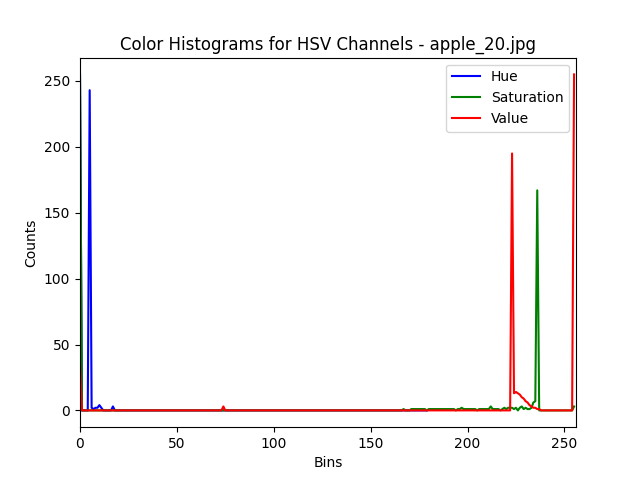 Color Histograms for HSV Channels - apple_20.jpg
Hue
Saturation
Value
Counts
250
200
150
100
50
0
0 50 100 150 200 250
Bins